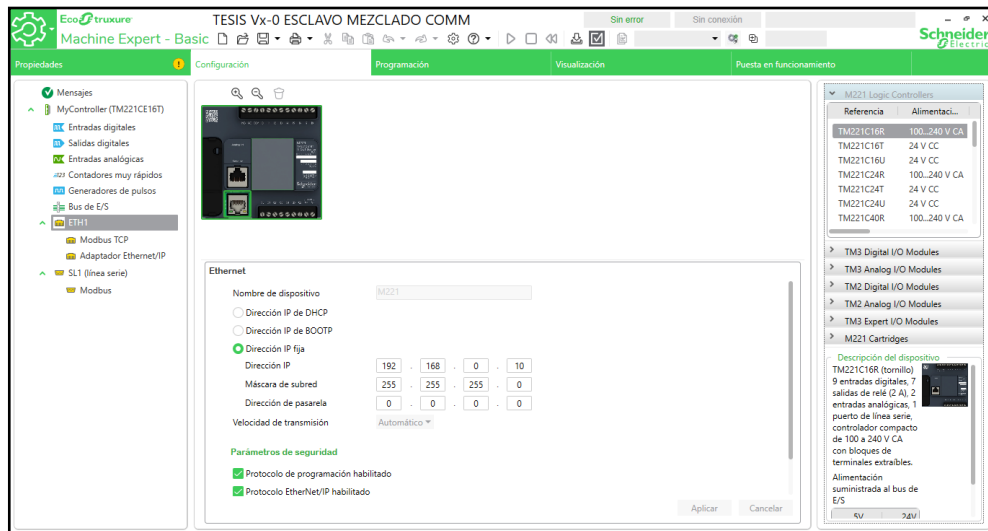 EcoStruxure
Machine Expert - Basic
TESIS Vx-0 ESCLAVO MEZCLADO COMM
Sin error
Sin conexión
Schneider
Electric
Propiedades
Configuración
Programación
Visualización
Puesta en funcionamiento
Mensajes
MyController (TM221CE16T)
Entradas digitales
Salidas digitales
Entradas analógicas
Contadores muy rápidos
Generadores de pulsos
Bus de E/S
ETH1
Modbus TCP
Adaptador Ethernet/IP
SL1 (línea serie)
Modbus
Ethernet
Nombre de dispositivo M221
Dirección IP de DHCP
Dirección IP de BOOTP
Dirección IP fija
Dirección IP 192 . 168 . 0 . 10
Máscara de subred 255 . 255 . 255 . 0
Dirección de pasarela 0 . 0 . 0 . 0
Velocidad de transmisión Automático
Parámetros de seguridad
Protocolo de programación habilitado
Protocolo EtherNet/IP habilitado
Aplicar Cancelar
M221 Logic Controllers
Referencia Alimentaci...
TM221C16R 100...240 V CA
TM221C16T 24 V CC
TM221C16U 24 V CC
TM221C24R 100...240 V CA
TM221C24T 24 V CC
TM221C24U 24 V CC
TM221C40R 100...240 V CA
TM3 Digital I/O Modules
TM3 Analog I/O Modules
TM2 Digital I/O Modules
TM2 Analog I/O Modules
TM3 Expert I/O Modules
M221 Cartridges
Descripción del dispositivo
TM221C16R (tornillo)
9 entradas digitales, 7
salidas de relé (2 A), 2
entradas analógicas, 1
puerto de línea serie,
controlador compacto
de 100 a 240 V CA
con bloques de
terminales extraíbles.
Alimentación
suministrada al bus de
E/S
5V 24V